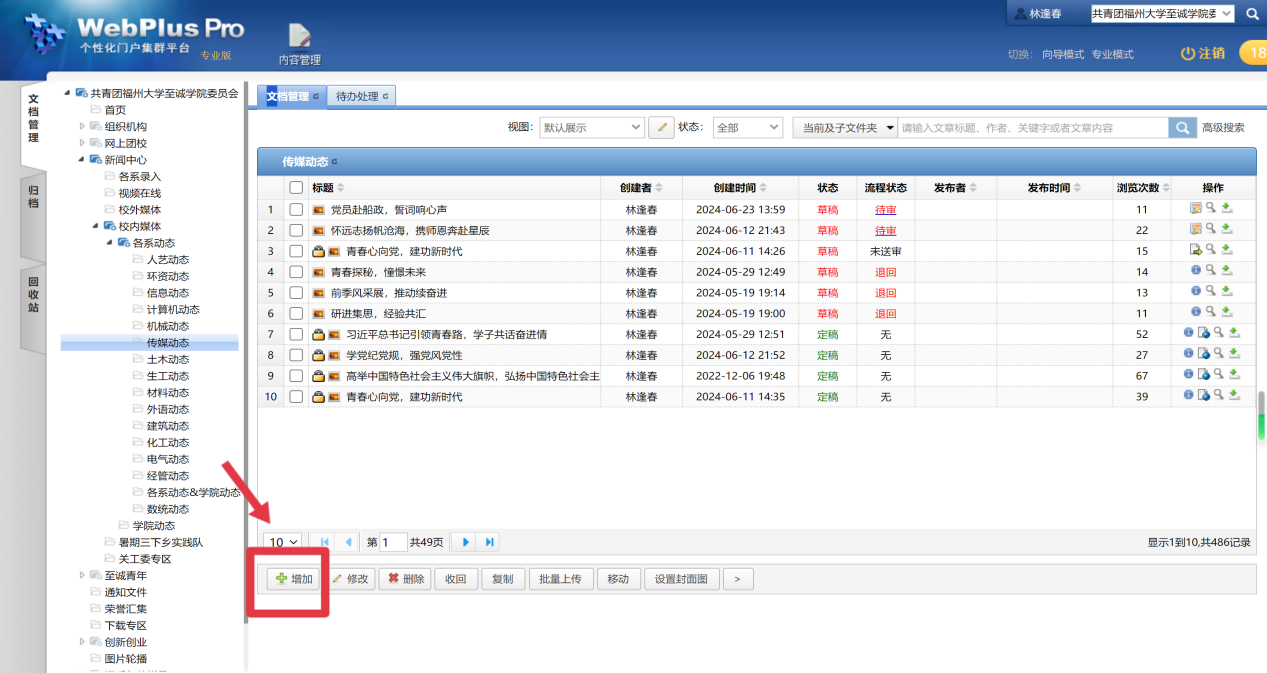 WebPlus Pro
个性化门户集群平台 专业版
内容管理
林逢春 共青团福州大学至诚学院委
切换: 向导模式 专业模式 注销 18
文档管理
归档
回收站
共青团福州大学至诚学院委员会
首页
组织机构
网上团校
新闻中心
各系录入
视频在线
校外媒体
校内媒体
各系动态
人艺动态
环资动态
信息动态
计算机动态
机械动态
传媒动态
土木动态
生工动态
材料动态
外语动态
建筑动态
化工动态
电气动态
经管动态
各系动态&学院动态
数统动态
学院动态
暑期三下乡实践队
关工委专区
至诚青年
通知文件
荣誉汇集
下载专区
创新创业
图片轮播
文档管理 待办处理
视图: 默认展示 状态: 全部 当前及子文件夹 请输入文章标题、作者、关键字或者文章内容 高级搜索
传媒动态
标题 创建者 创建时间 状态 流程状态 发布者 发布时间 浏览次数 操作
1 党员赴船政，誓词响心声 林逢春 2024-06-23 13:59 草稿 待审 11
2 怀远志扬帆沧海，携师恩奔赴星辰 林逢春 2024-06-12 21:43 草稿 待审 22
3 青春心向党，建功新时代 林逢春 2024-06-11 14:26 草稿 未送审 15
4 青春探秘，憧憬未来 林逢春 2024-05-29 12:49 草稿 退回 14
5 前季风采展，推动续奋进 林逢春 2024-05-19 19:14 草稿 退回 13
6 研进集思，经验共汇 林逢春 2024-05-19 19:00 草稿 退回 11
7 习近平总书记引领青春路，学子共话奋进情 林逢春 2024-05-29 12:51 定稿 无 52
8 学党纪党规，强党风党性 林逢春 2024-06-12 21:52 定稿 无 27
9 高举中国特色社会主义伟大旗帜，弘扬中国特色社会主 林逢春 2022-12-06 19:48 定稿 无 67
10 青春心向党，建功新时代 林逢春 2024-06-11 14:35 定稿 无 39
10 第 1 共49页 显示1到10,共486记录
增加 修改 删除 收回 复制 批量上传 移动 设置封面图 >